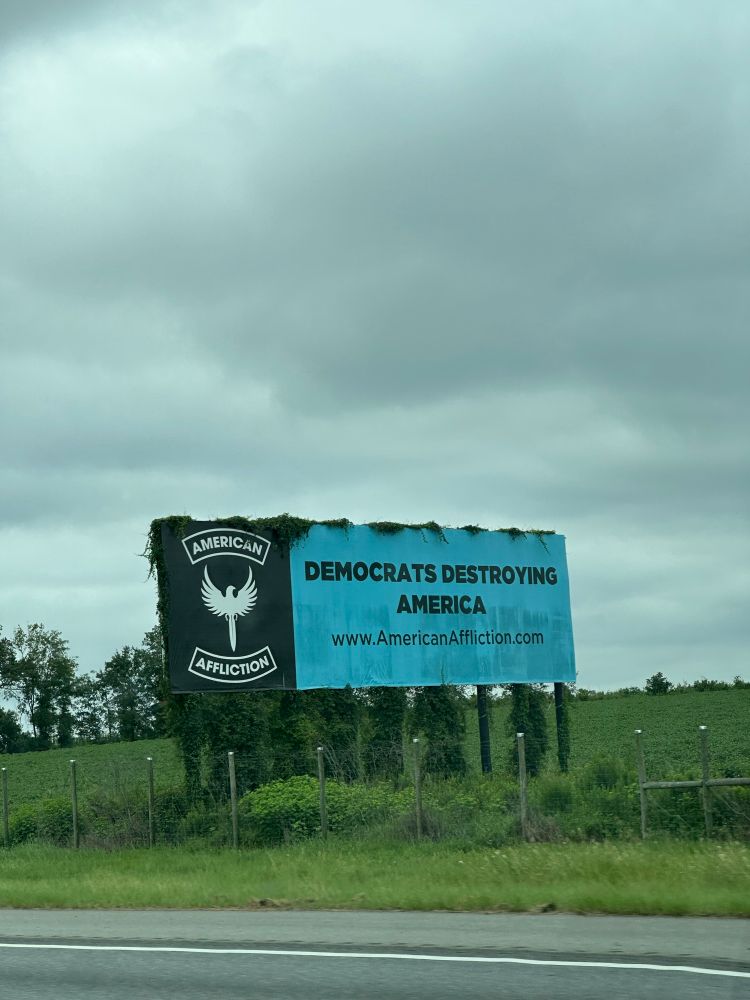 AMERICAN
AFFLICTION
DEMOCRATS DESTROYING
AMERICA
www.AmericanAffliction.com